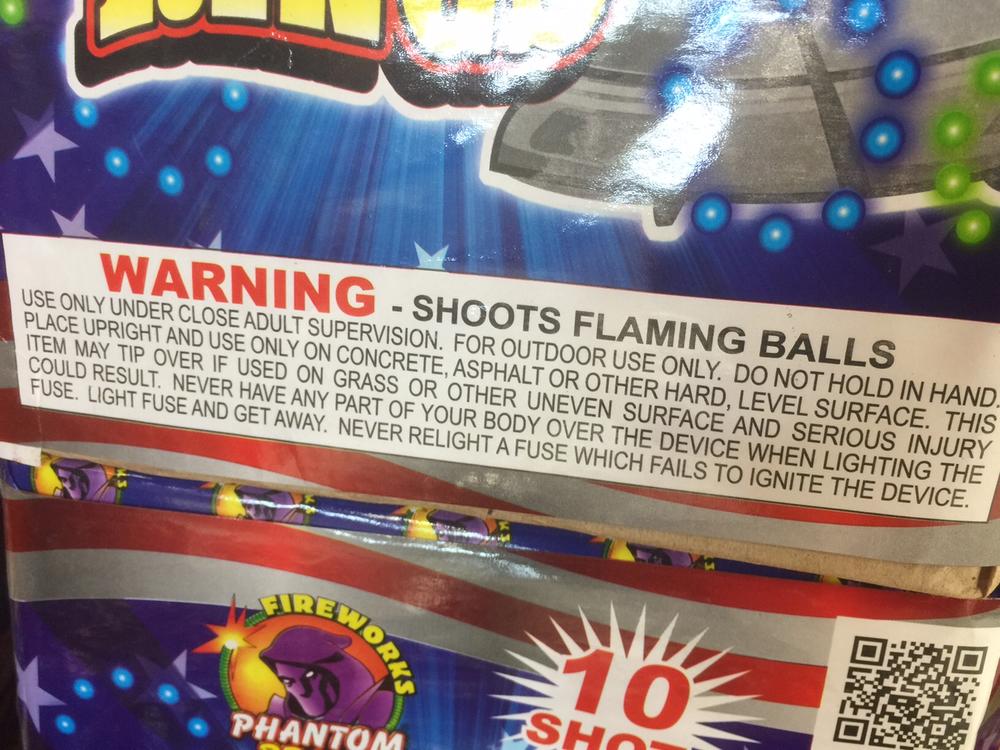 WARNING - SHOOTS FLAMING BALLS
USE ONLY UNDER CLOSE ADULT SUPERVISION. FOR OUTDOOR USE ONLY. DO NOT HOLD IN HAND.
PLACE UPRIGHT AND USE ONLY ON CONCRETE, ASPHALT OR OTHER HARD, LEVEL SURFACE. THIS
ITEM MAY TIP OVER IF USED ON GRASS OR OTHER UNEVEN SURFACE AND SERIOUS INJURY
COULD RESULT. NEVER HAVE ANY PART OF YOUR BODY OVER THE DEVICE WHEN LIGHTING THE
FUSE. LIGHT FUSE AND GET AWAY. NEVER RELIGHT A FUSE WHICH FAILS TO IGNITE THE DEVICE.
FIREWORKS
PHANTOM
10
SHOT